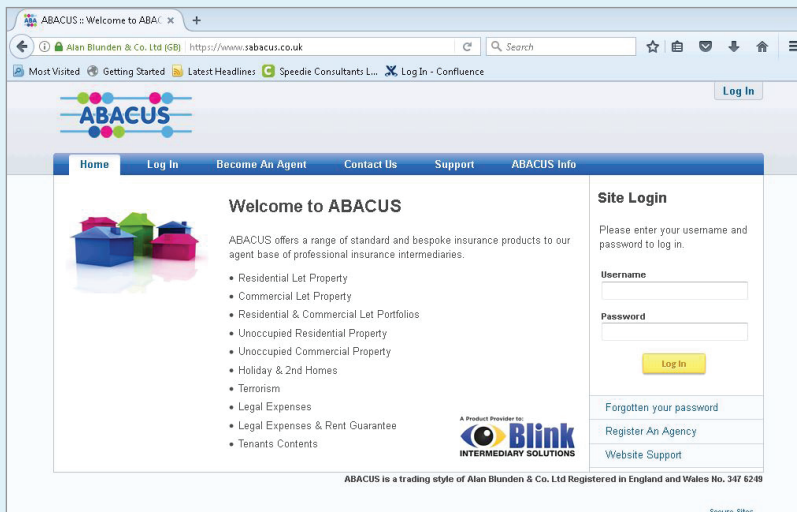 ABACUS :: Welcome to ABAC
Alan Blunden & Co. Ltd (GB) https://www.sabacus.co.uk
Search
Most Visited Getting Started Latest Headlines Speedie Consultants L... Log In - Confluence
Log In
ABACUS
Home Log In Become An Agent Contact Us Support ABACUS Info
Welcome to ABACUS
ABACUS offers a range of standard and bespoke insurance products to our
agent base of professional insurance intermediaries.
• Residential Let Property
• Commercial Let Property
• Residential & Commercial Let Portfolios
• Unoccupied Residential Property
• Unoccupied Commercial Property
• Holiday & 2nd Homes
• Terrorism
• Legal Expenses
• Legal Expenses & Rent Guarantee
• Tenants Contents
A Product Provider to:
Blink
INTERMEDIARY SOLUTIONS
Site Login
Please enter your username and
password to log in.
Username
Password
Log In
Forgotten your password
Register An Agency
Website Support
ABACUS is a trading style of Alan Blunden & Co. Ltd Registered in England and Wales No. 347 6249
Secure Sites